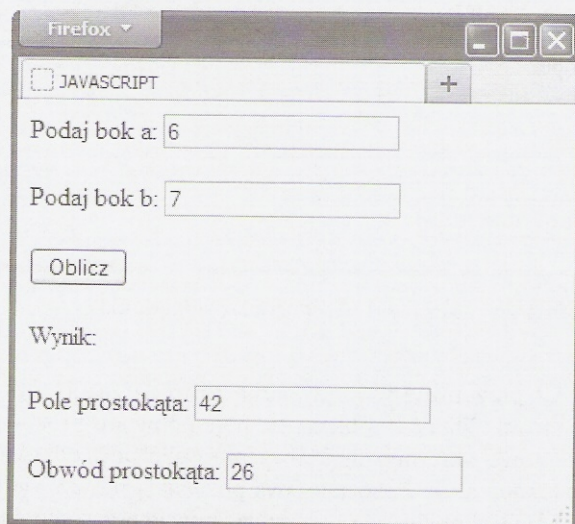 Firefox
JAVASCRIPT
Podaj bok a: 6
Podaj bok b: 7
Oblicz
Wynik:
Pole prostokąta: 42
Obwód prostokąta: 26